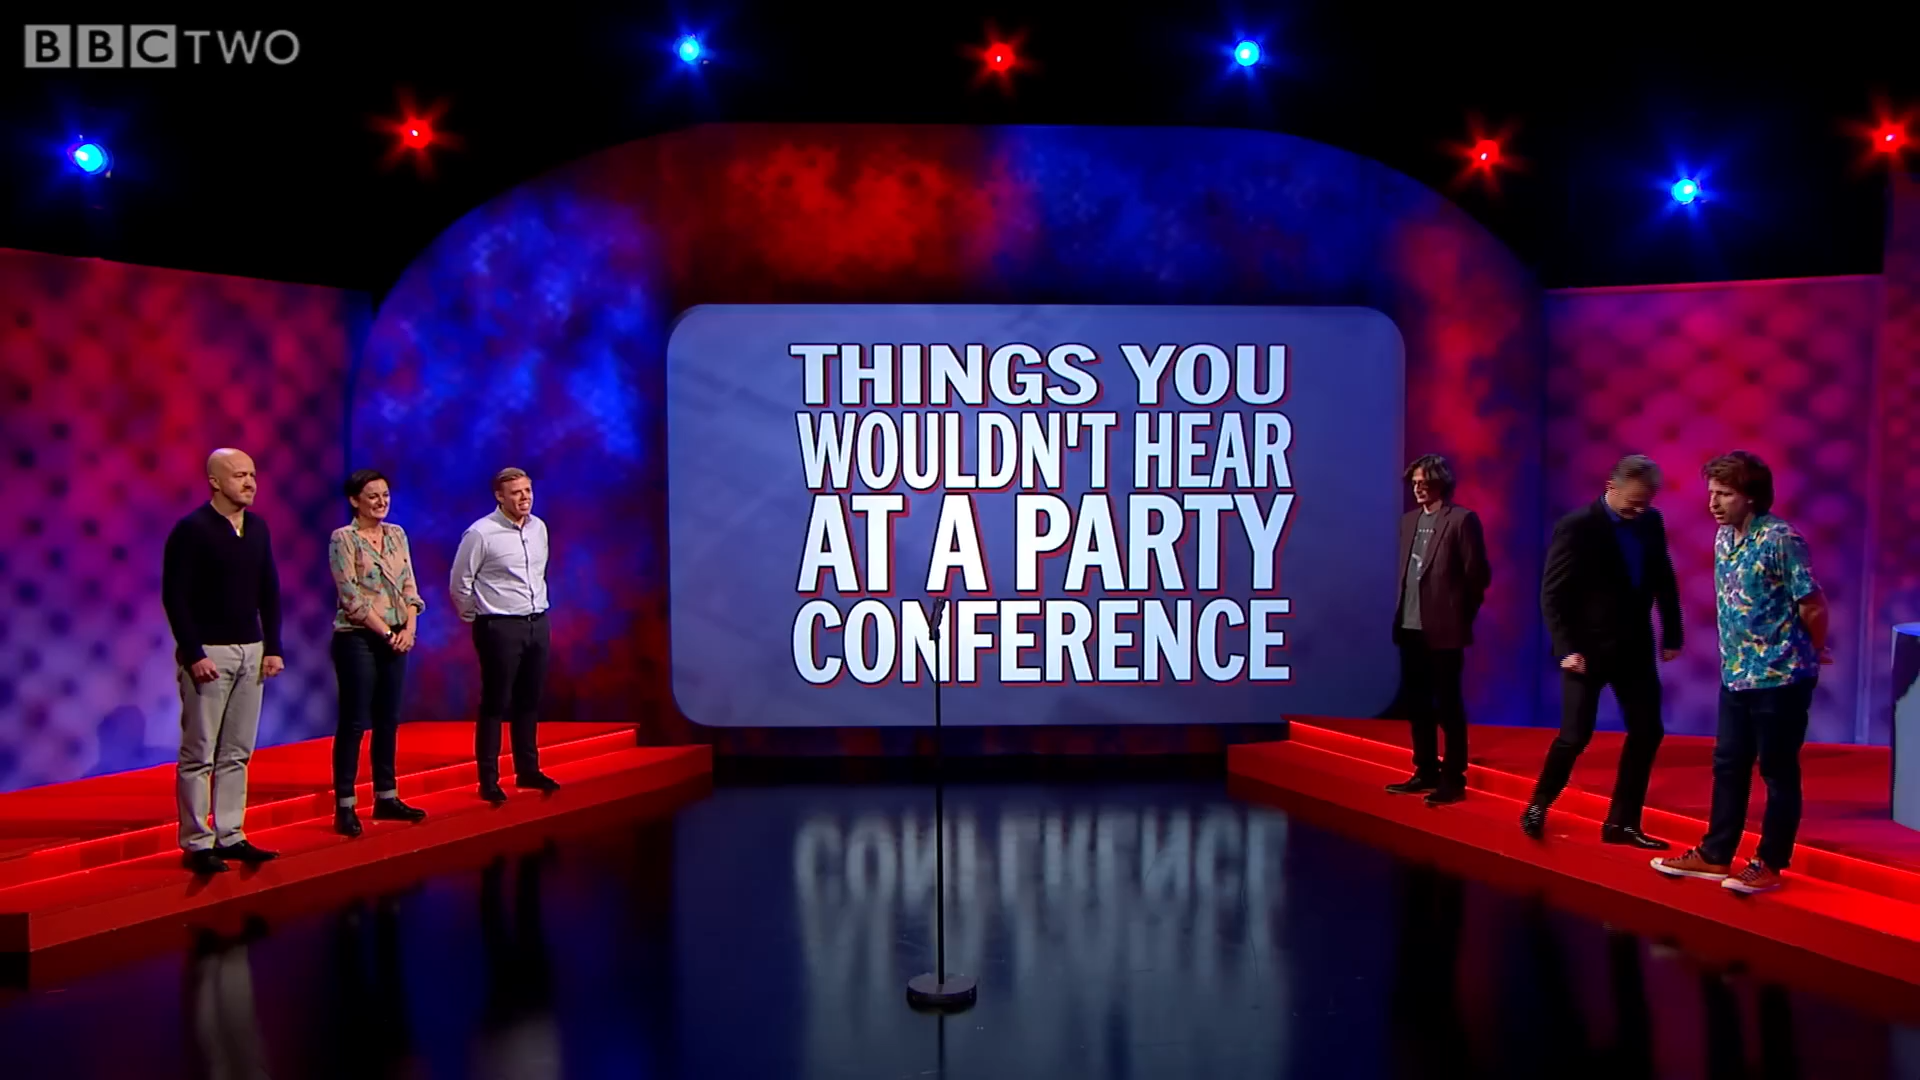 BBC TWO
THINGS YOU
WOULDN'T HEAR
AT A PARTY
CONFERENCE